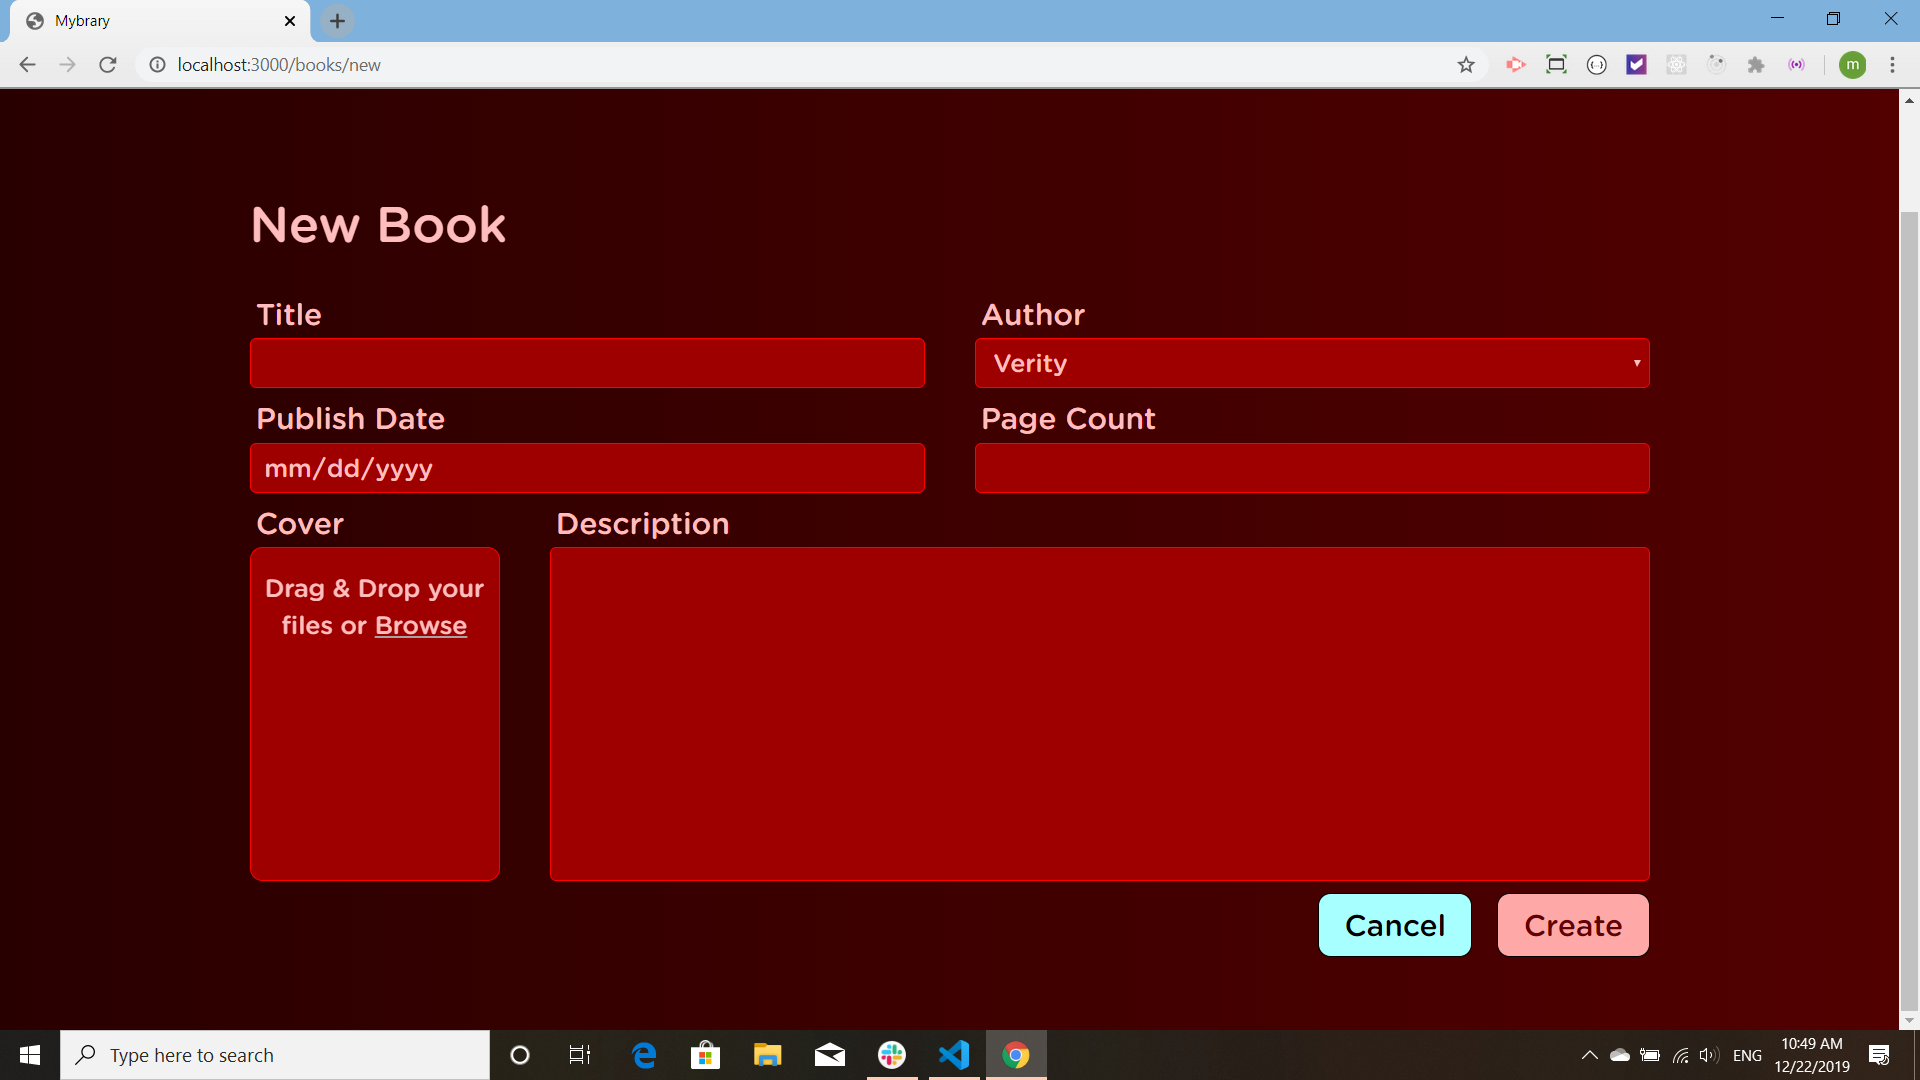 Mybrary
localhost:3000/books/new
m
New Book
Title
Author
Verity
Publish Date
Page Count
mm/dd/yyyy
Cover
Description
Drag & Drop your
files or Browse
Cancel
Create
Type here to search
ENG
10:49 AM
12/22/2019